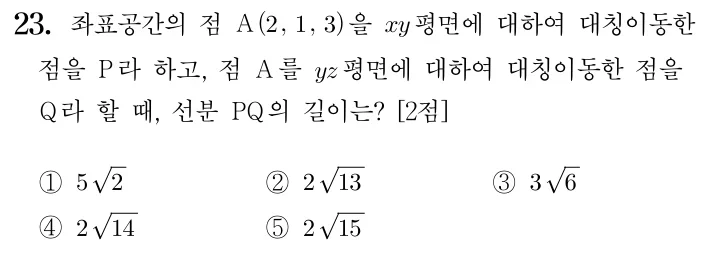 23. 좌표공간의 점 A(2, 1, 3)을 xy평면에 대하여 대칭이동한
점을 P라 하고, 점 A를 yz평면에 대하여 대칭이동한 점을
Q라 할 때, 선분 PQ의 길이는? [2점]
① 5√2 ② 2√13 ③ 3√6
④ 2√14 ⑤ 2√15